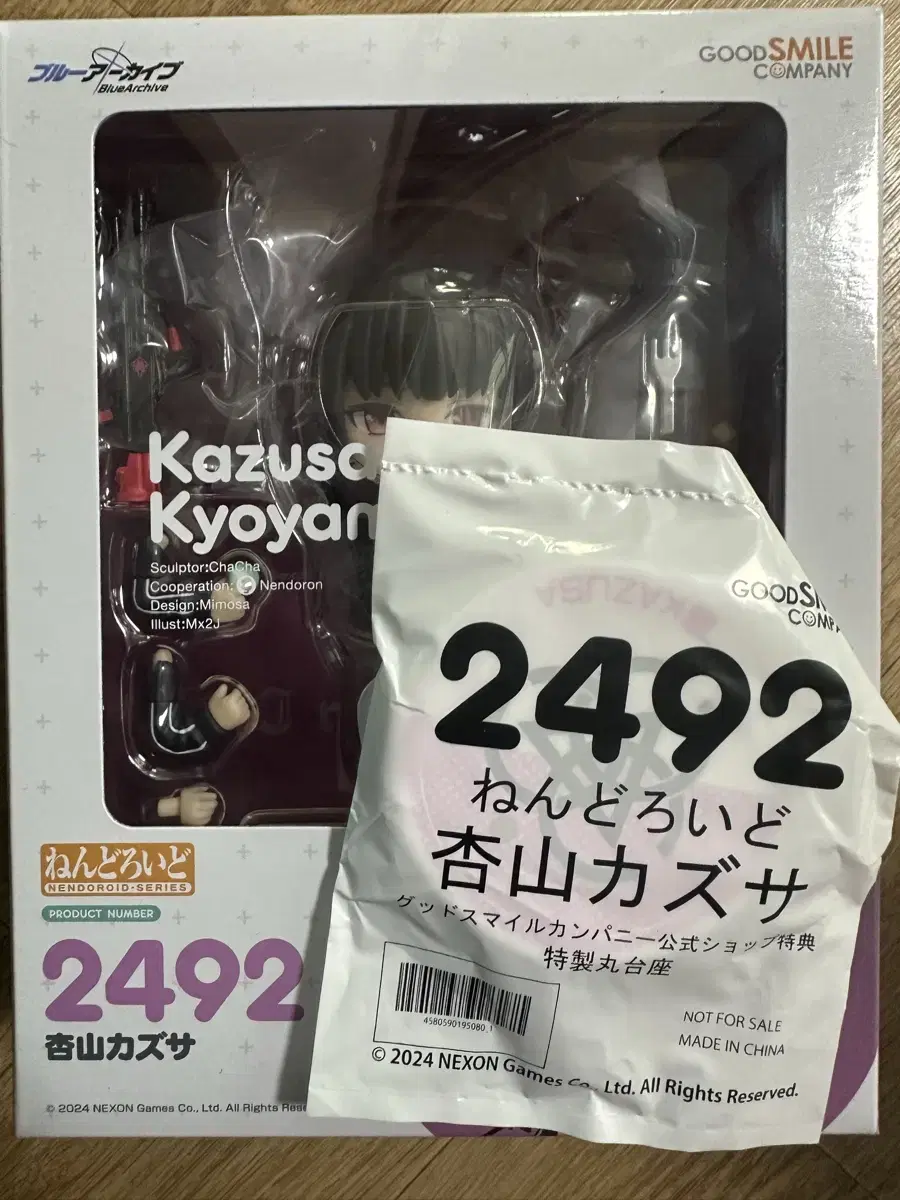 ブルーアーカイブ
BlueArchive
GOOD SMILE
COMPANY
Kazusa
Kyoyam
Sculptor:ChaCha
Cooperation: Nendoron
Design:Mimosa
Illust:Mx2J
ねんどろいど
NENDOROID·SERIES
PRODUCT NUMBER
2492
杏山カズサ
© 2024 NEXON Games Co., Ltd. All Rights Rese
KAZUSA
GOOD SM
COMP
2492
ねんどろいど
杏山カズサ
グッドスマイルカンパニー公式ショップ特典
特製丸台座
4580590195080.1
NOT FOR SALE
MADE IN CHINA
© 2024 NEXON Games Co., Ltd. All Rights Reserved.